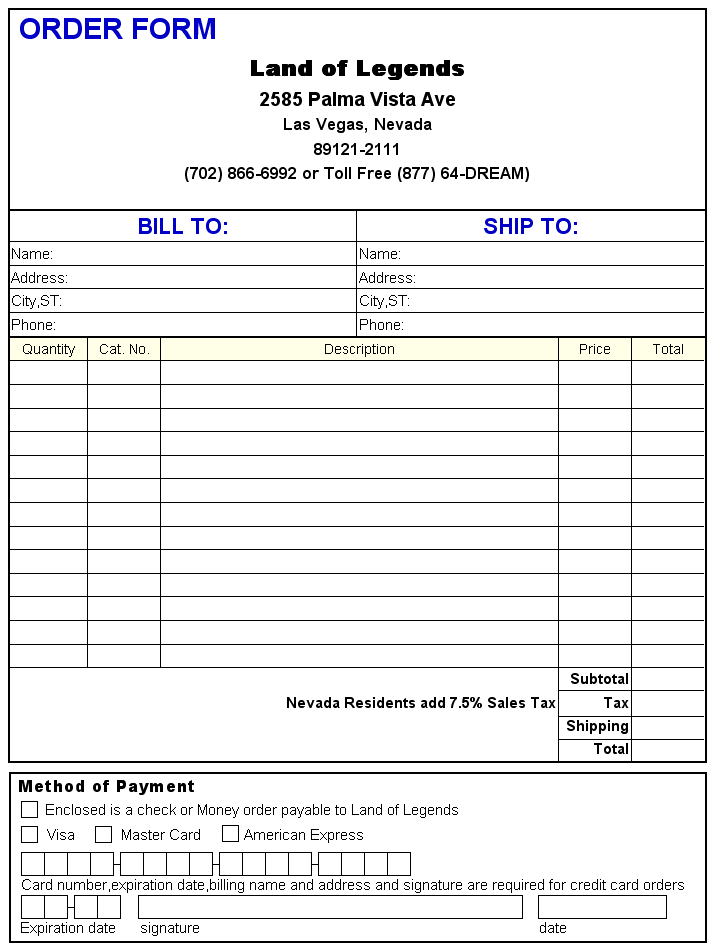 ORDER FORM
Land of Legends
2585 Palma Vista Ave
Las Vegas, Nevada
89121-2111
(702) 866-6992 or Toll Free (877) 64-DREAM)
BILL TO: SHIP TO:
Name: Name:
Address: Address:
City,ST: City,ST:
Phone: Phone:
Quantity Cat. No. Description Price Total
Subtotal
Nevada Residents add 7.5% Sales Tax Tax
Shipping
Total
Method of Payment
Enclosed is a check or Money order payable to Land of Legends
Visa Master Card American Express
Card number,expiration date,billing name and address and signature are required for credit card orders
Expiration date signature date